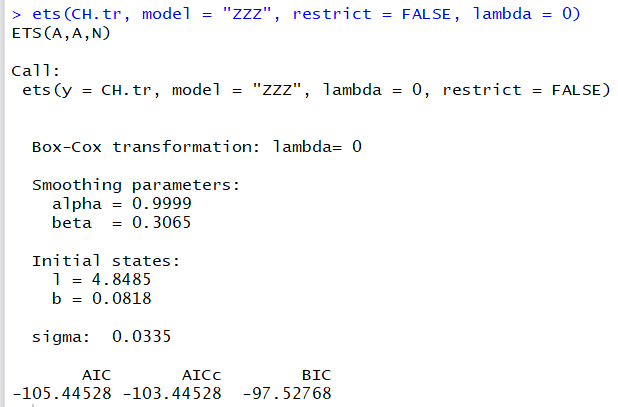 > ets(CH.tr, model = "ZZZ", restrict = FALSE, lambda = 0)
ETS(A,A,N)
Call:
ets(y = CH.tr, model = "ZZZ", lambda = 0, restrict = FALSE)
Box-Cox transformation: lambda= 0
Smoothing parameters:
alpha = 0.9999
beta  = 0.3065
Initial states:
l = 4.8485
b = 0.0818
sigma:  0.0335
AIC AICc BIC
-105.44528 -103.44528 -97.52768